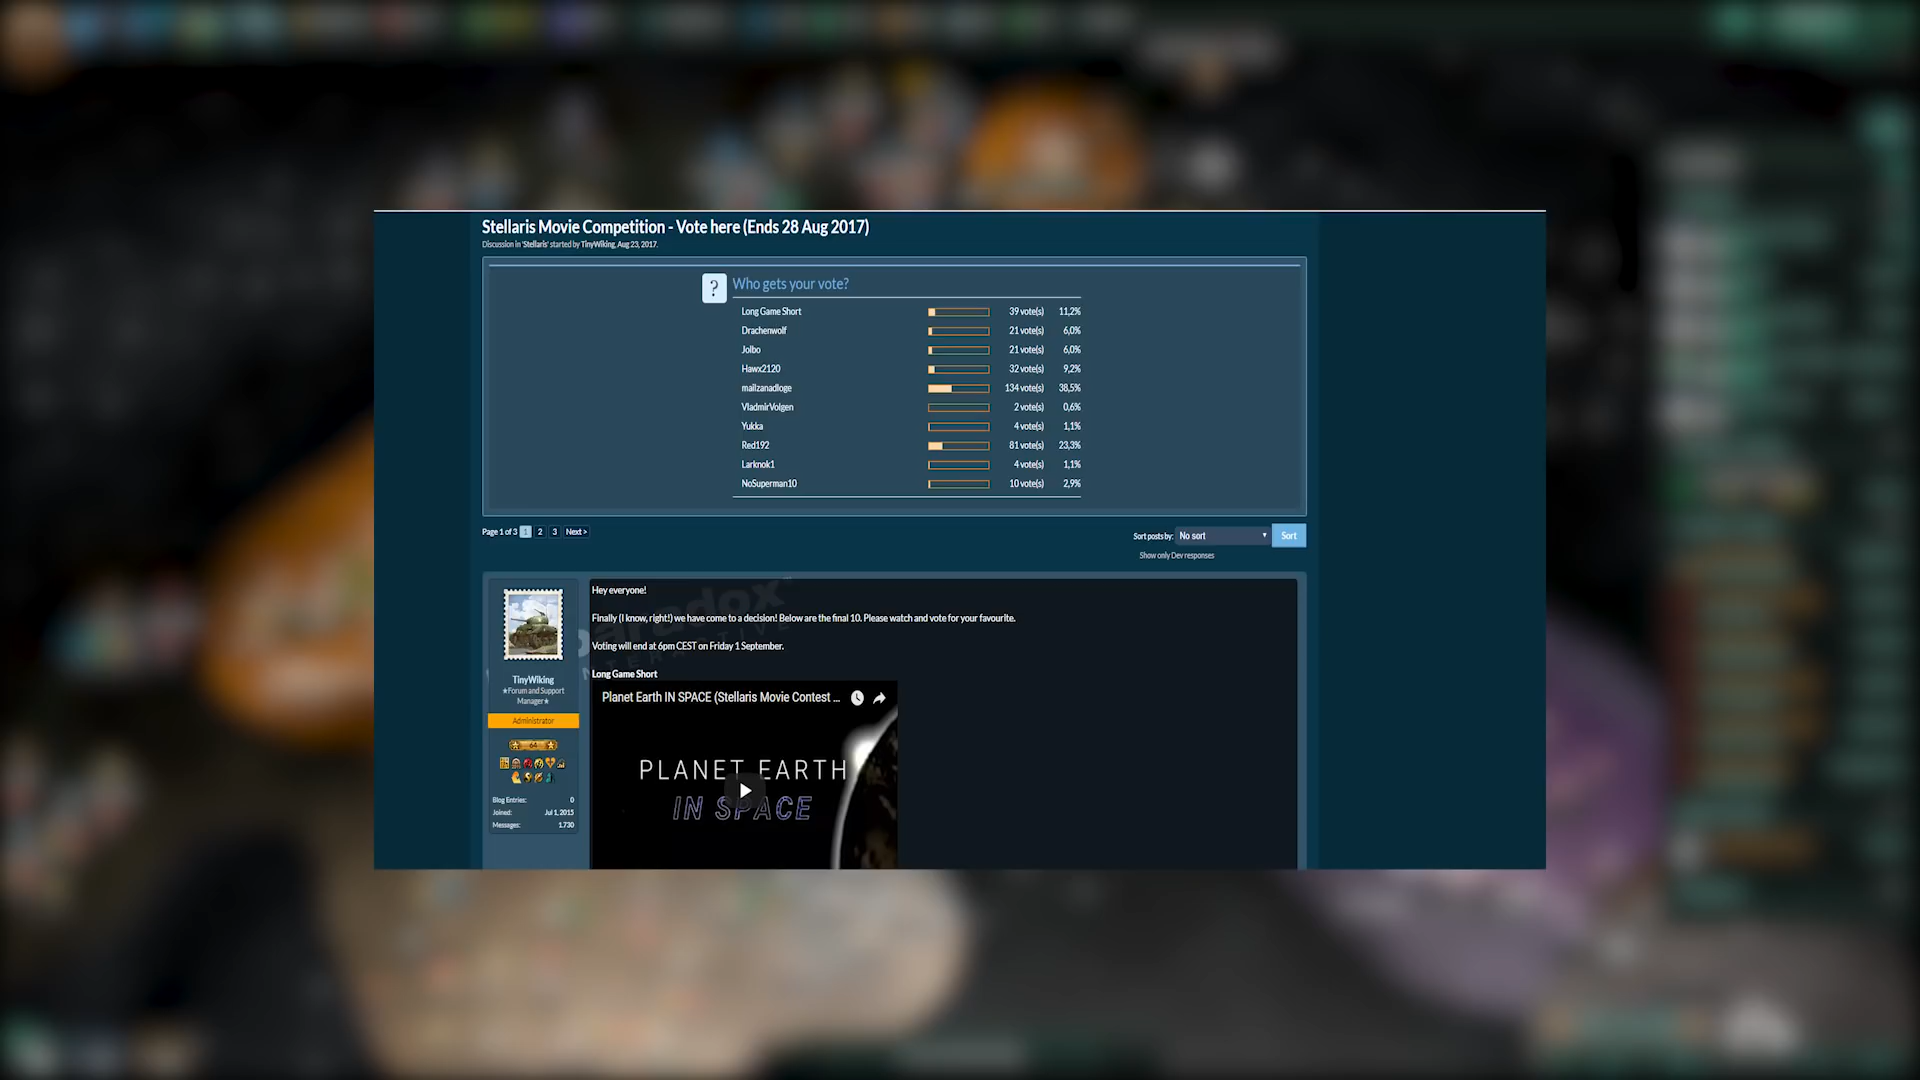 Stellaris Movie Competition - Vote here (Ends 28 Aug 2017)
Discussion in 'Stellaris' started by TinyWiking, Aug 23, 2017.
? Who gets your vote?
Long Game Short 39 vote(s) 11,2%
Drachenwolf 21 vote(s) 6,0%
Jolbo 21 vote(s) 6,0%
Hawx2120 32 vote(s) 9,2%
mailzanadloge 134 vote(s) 38,5%
VladmirVolgen 2 vote(s) 0,6%
Yukka 4 vote(s) 1,1%
Red192 81 vote(s) 23,3%
Larknok1 4 vote(s) 1,1%
NoSuperman10 10 vote(s) 2,9%
Page 1 of 3 1 2 3 Next >
Sort posts by: No sort Sort
Show only Dev responses
paradox
INTERACTIVE
Hey everyone!
Finally (I know, right!) we have come to a decision! Below are the final 10. Please watch and vote for your favourite.
Voting will end at 6pm CEST on Friday 1 September.
Long Game Short
Planet Earth IN SPACE (Stellaris Movie Contest ...
PLANET EARTH
IN SPACE
TinyWiking
★Forum and Support
Manager★
Administrator
64
Blog Entries: 0
Joined: Jul 1, 2015
Messages: 1.730